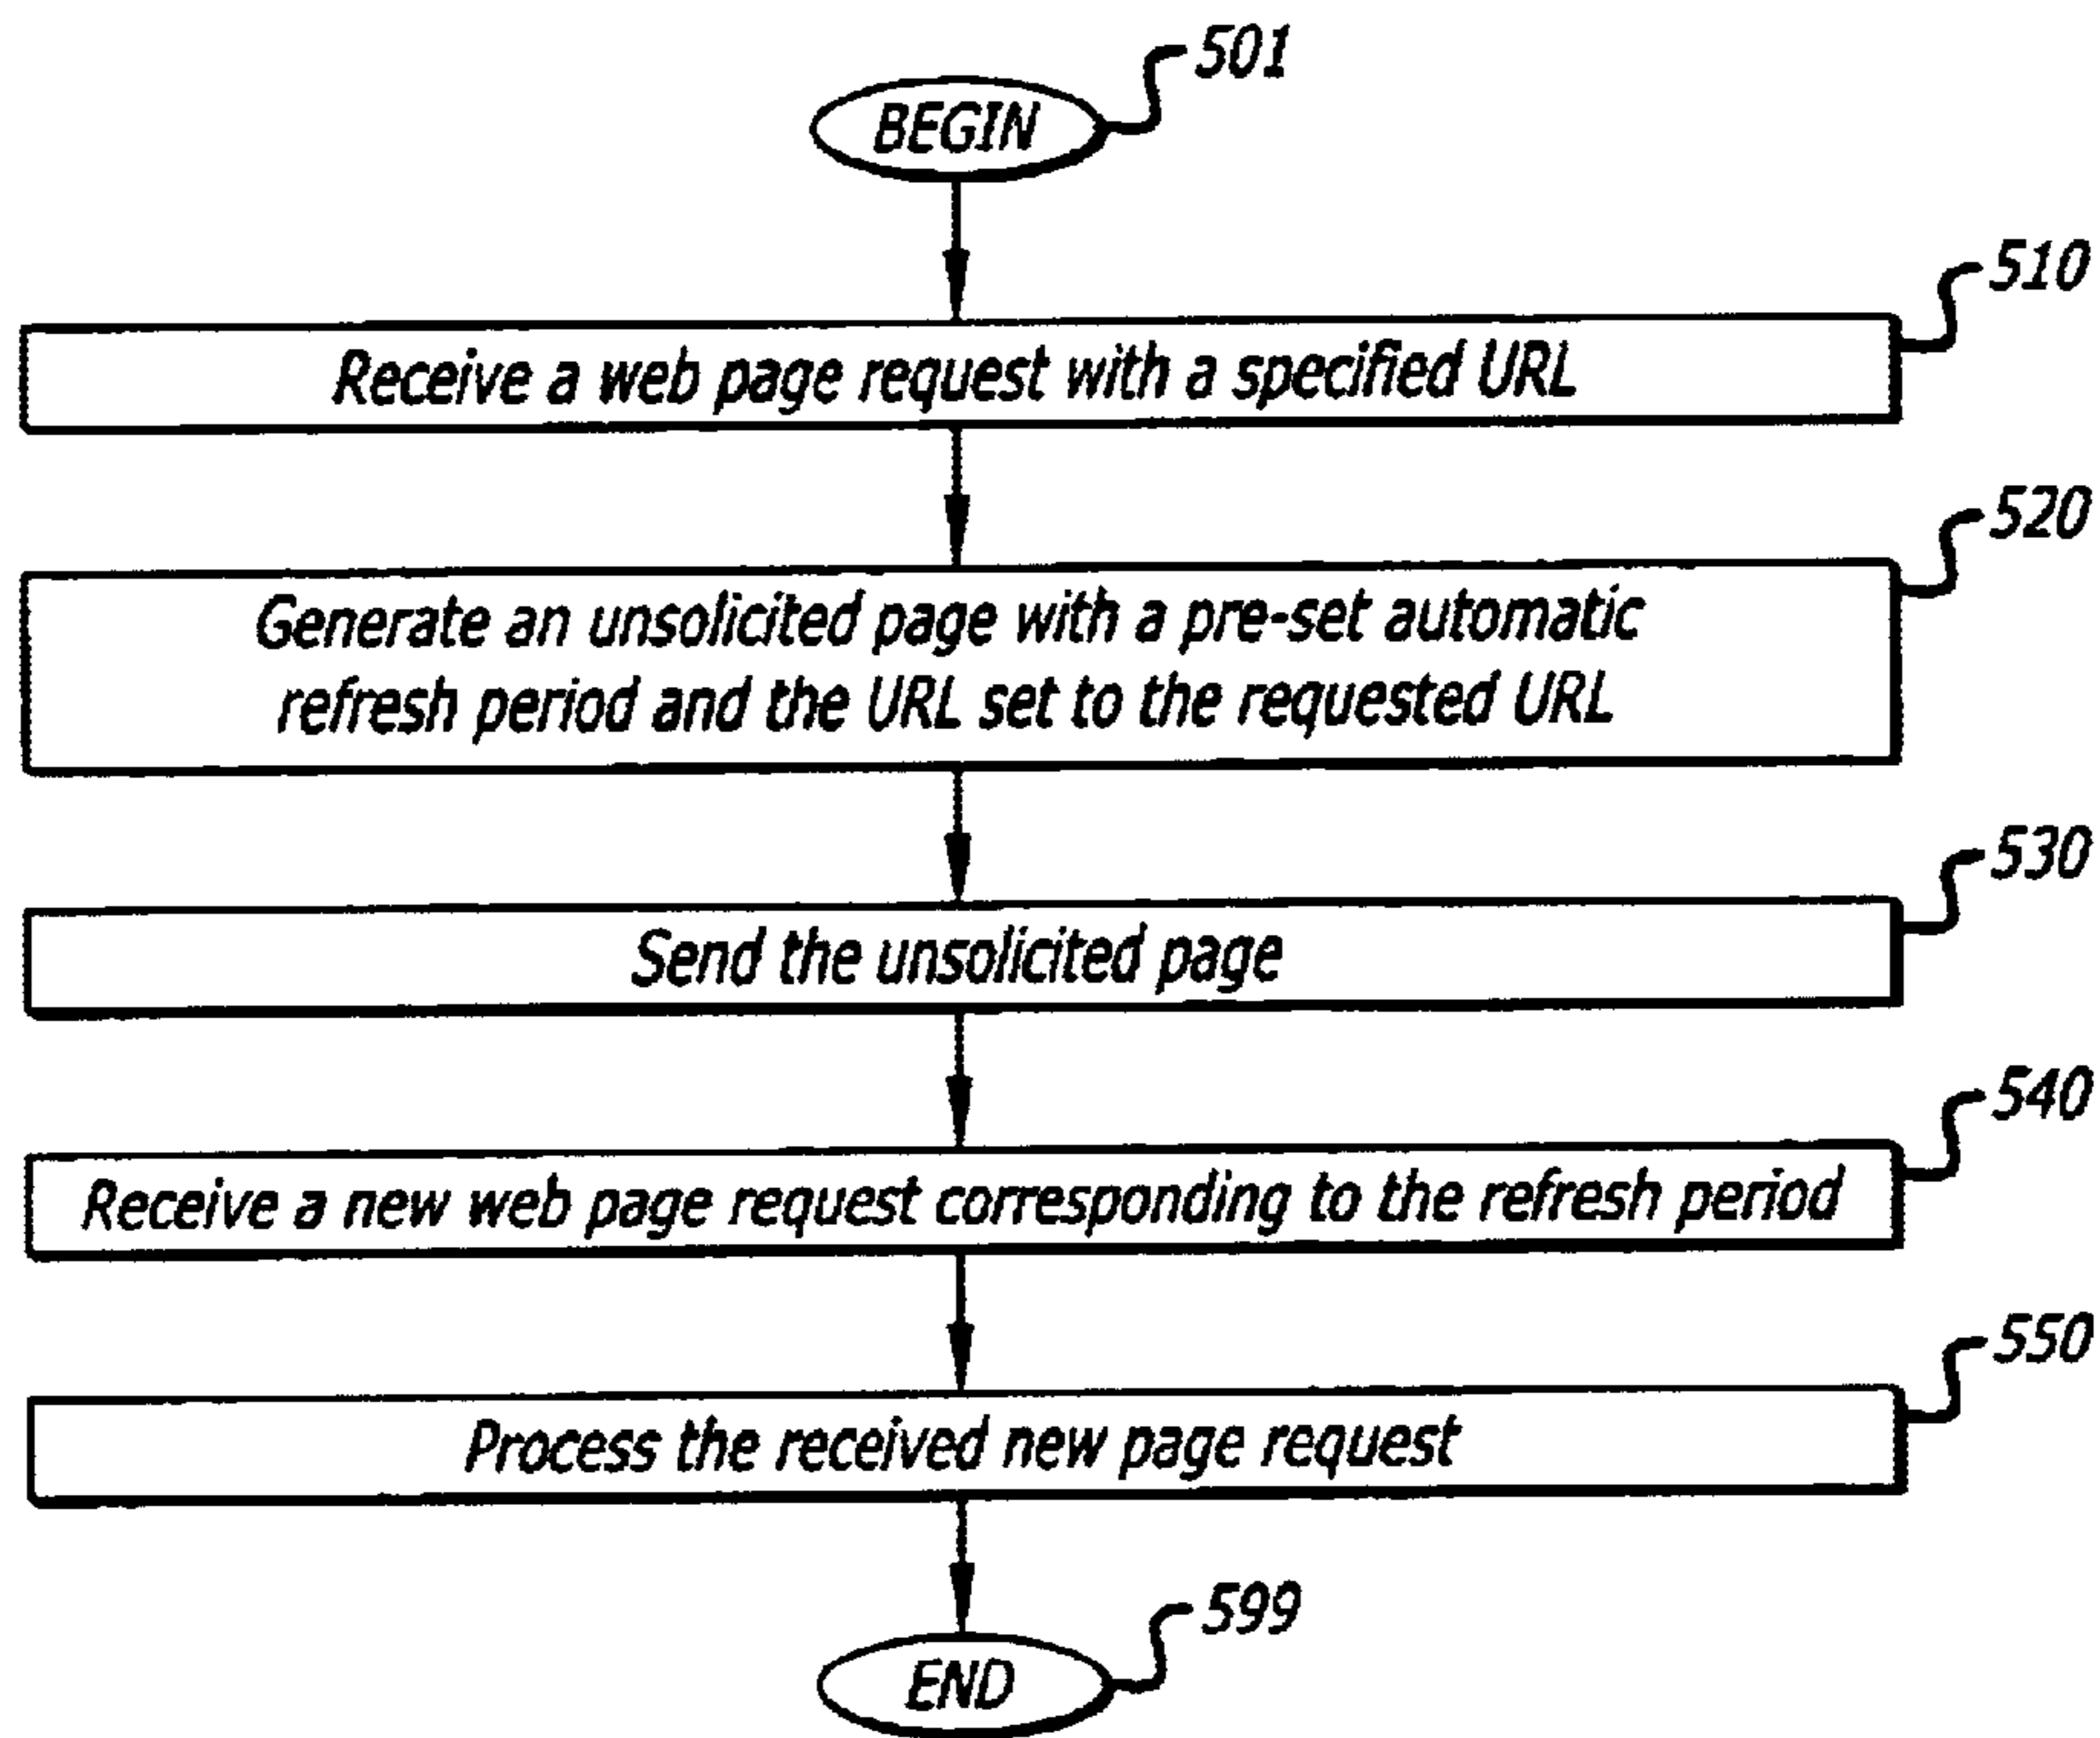 501
BEGIN
510
Receive a web page request with a specified URL
520
Generate an unsolicited page with a pre-set automatic
refresh period and the URL set to the requested URL
530
Send the unsolicited page
540
Receive a new web page request corresponding to the refresh period
550
Process the received new page request
599
END